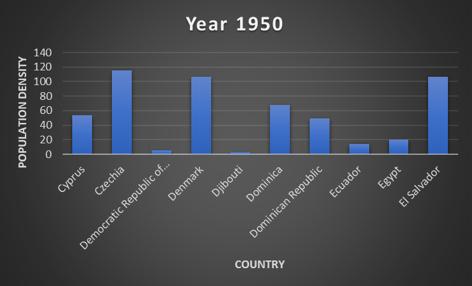 Year 1950
POPULATION DENSITY
140
120
100
80
60
40
20
0
Cyprus
Czechia
Democratic Republic of...
Denmark
Djibouti
Dominica
Dominican Republic
Ecuador
Egypt
El Salvador
COUNTRY